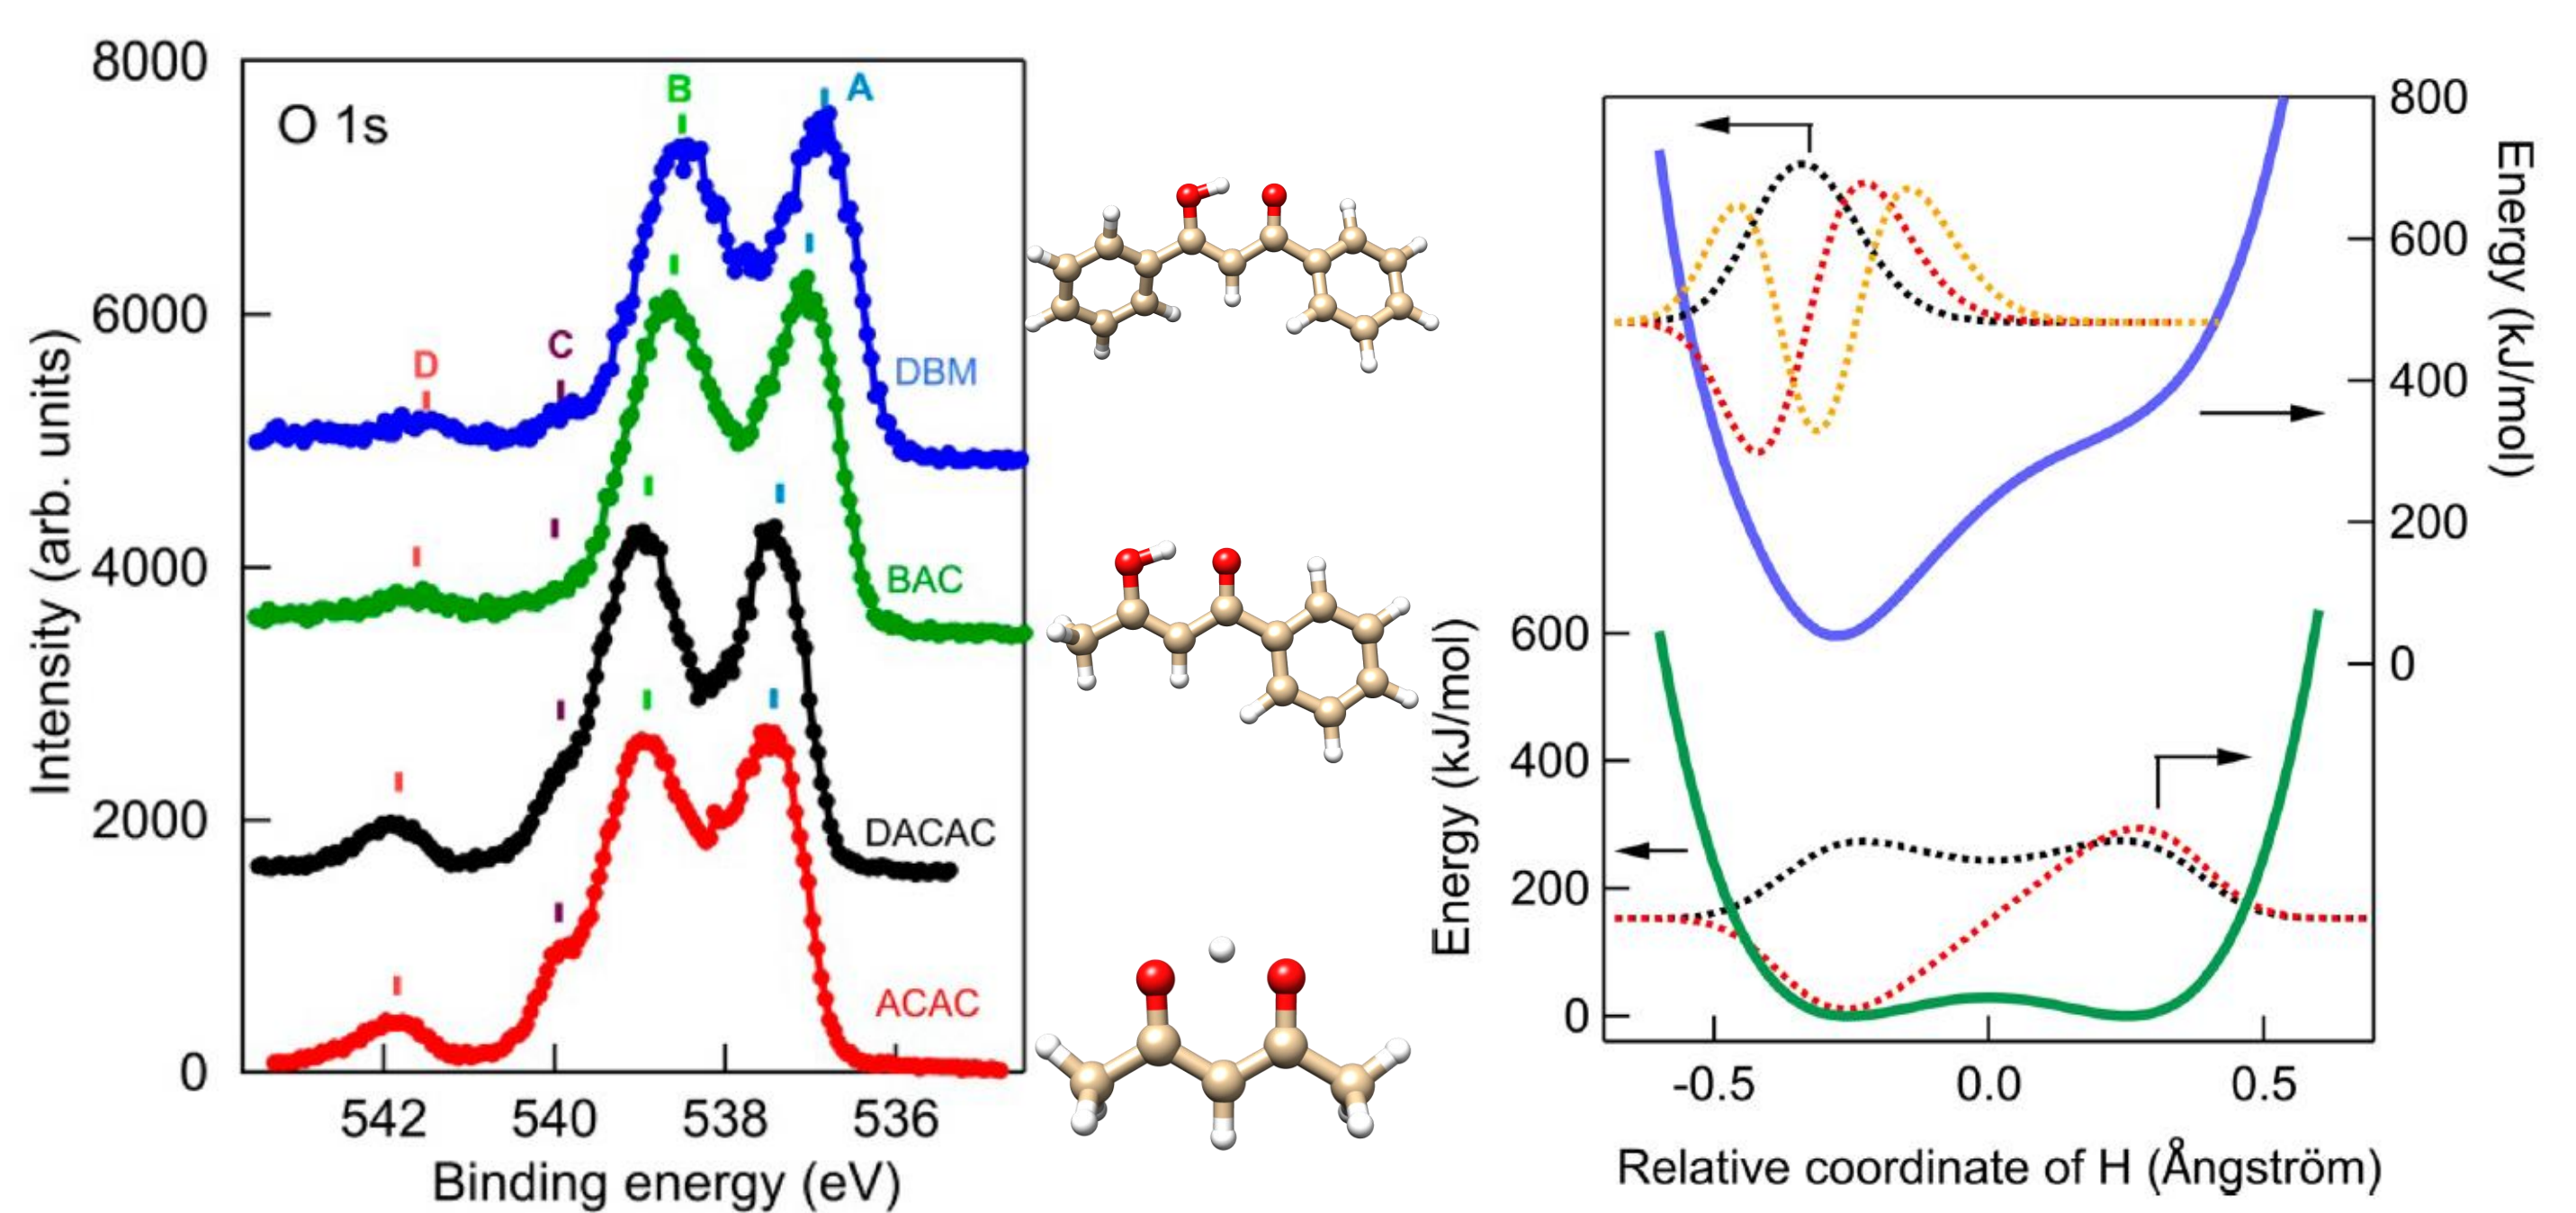 8000
6000
4000
2000
0
Intensity (arb. units)
O 1s
B
A
D
C
DBM
BAC
DACAC
ACAC
542
540
538
536
Binding energy (eV)
800
600
400
200
0
Energy (kJ/mol)
600
400
200
0
Energy (kJ/mol)
-0.5
0.0
0.5
Relative coordinate of H (Ångström)